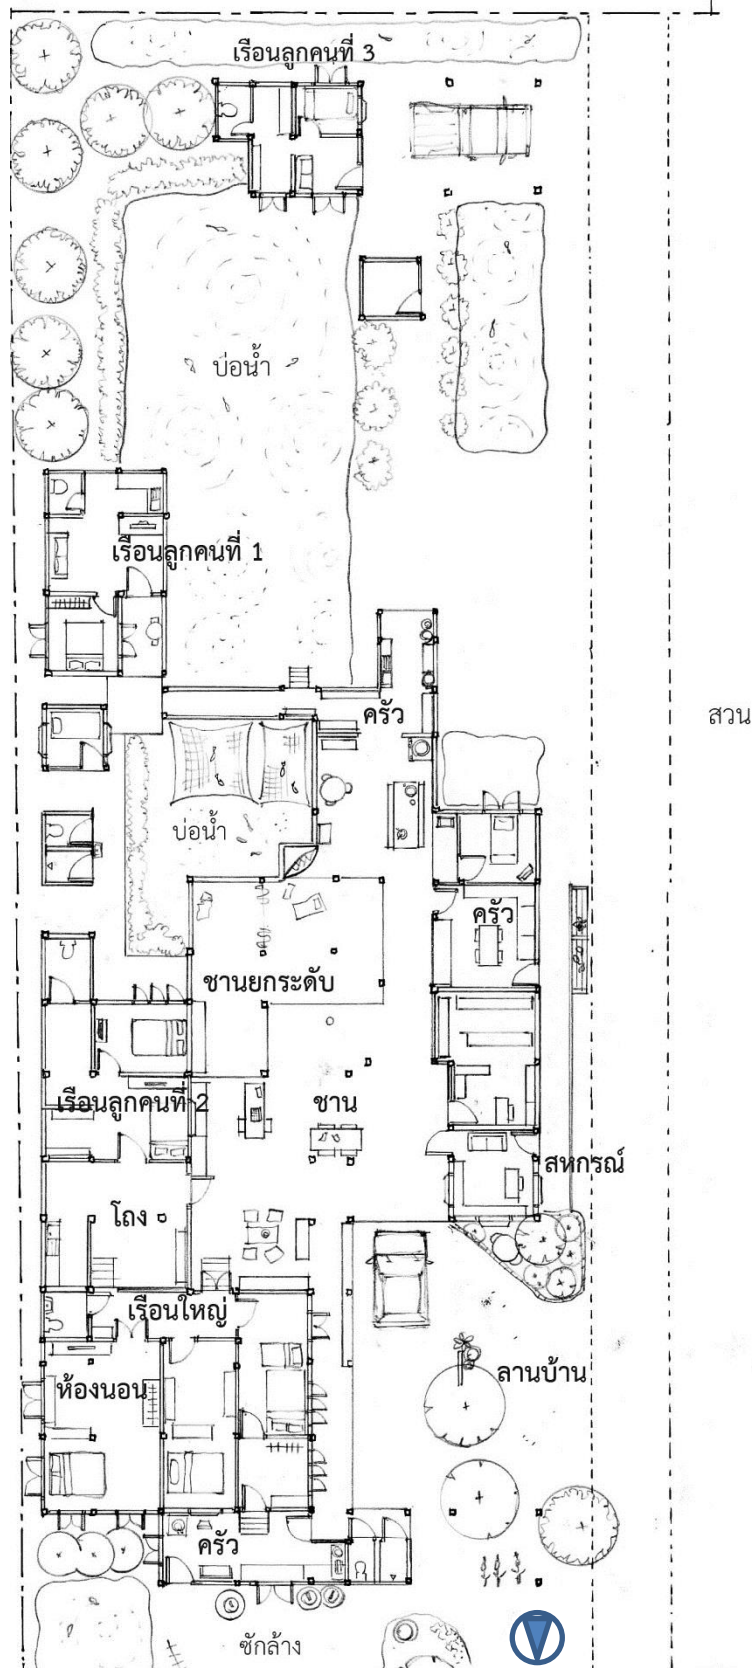 เรือนลูกคนที่ 3
บ่อน้ำ
เรือนลูกคนที่ 1
ครัว
สวน
บ่อน้ำ
ครัว
ชานยกระดับ
เรือนลูกคนที่ 2
ชาน
สหกรณ์
โถง
เรือนใหญ่
ลานบ้าน
ห้องนอน
ครัว
ซักล้าง